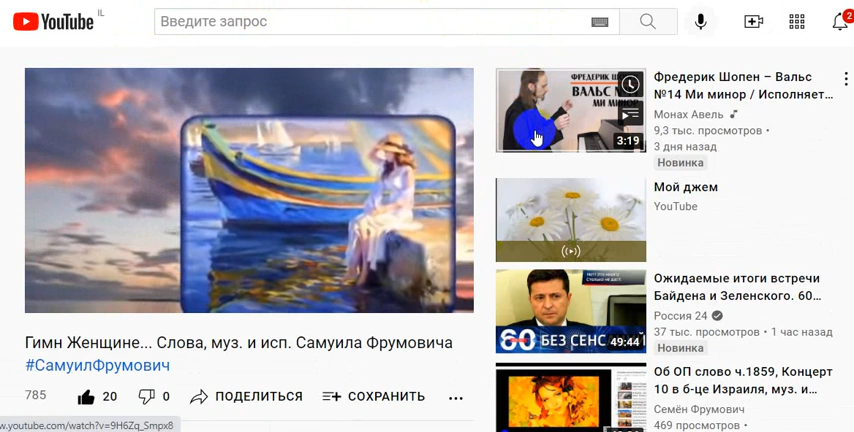 YouTube IL
Введите запрос
2
ФРЕДЕРИК Ш
ВАЛЬС №
МИ МИНОР
3:19
Фредерик Шопен – Вальс
№14 Ми минор / Исполняет…
Монах Авель
9,3 тыс. просмотров •
3 дня назад
Новинка
Мой джем
YouTube
60 БЕЗ СЕНС
49:44
Ожидаемые итоги встречи
Байдена и Зеленского. 60…
Россия 24
37 тыс. просмотров • 1 час назад
Новинка
Об ОП слово ч.1859, Концерт
10 в б-це Израиля, муз. и…
Семён Фрумович
469 просмотров •
Гимн Женщине... Слова, муз. и исп. Самуила Фрумовича
#СамуилФрумович
785
20
0
ПОДЕЛИТЬСЯ
СОХРАНИТЬ
w.youtube.com/watch?v=9H6Zq_Smpx8